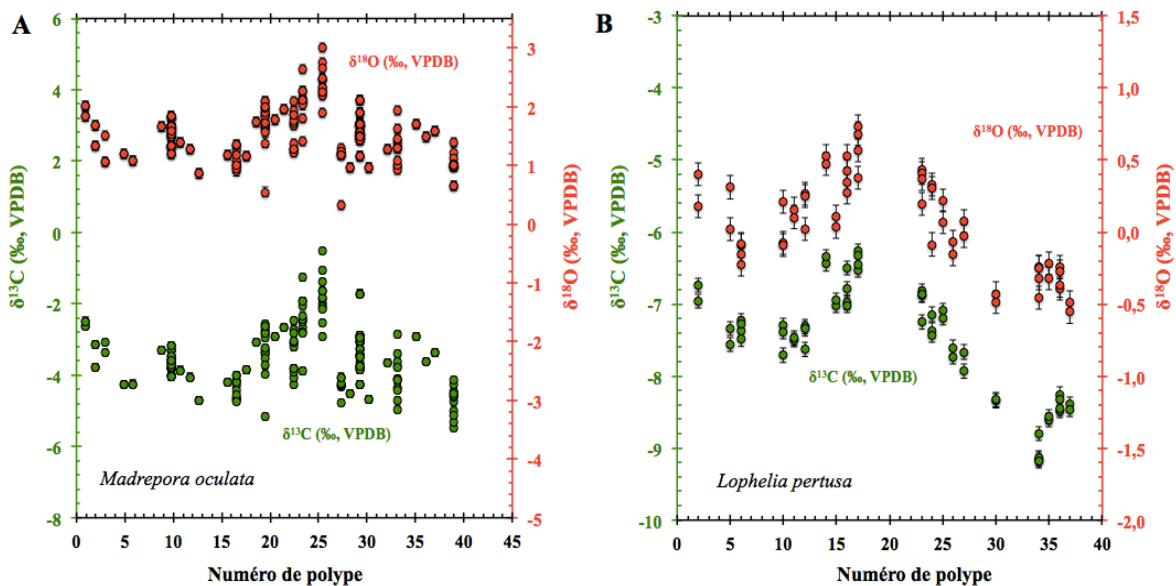 A
δ¹⁸O (‰, VPDB)
δ¹³C (‰, VPDB)
Madrepora oculata
δ¹³C (‰, VPDB)
6
4
2
0
-2
-4
-6
-8
δ¹⁸O (‰, VPDB)
3
2
1
0
-1
-2
-3
-4
-5
0 5 10 15 20 25 30 35 40 45
Numéro de polype
B
δ¹⁸O (‰, VPDB)
δ¹³C (‰, VPDB)
Lophelia pertusa
δ¹³C (‰, VPDB)
-3
-4
-5
-6
-7
-8
-9
-10
δ¹⁸O (‰, VPDB)
1,5
1,0
0,5
0,0
-0,5
-1,0
-1,5
-2,0
0 5 10 15 20 25 30 35 40
Numéro de polype